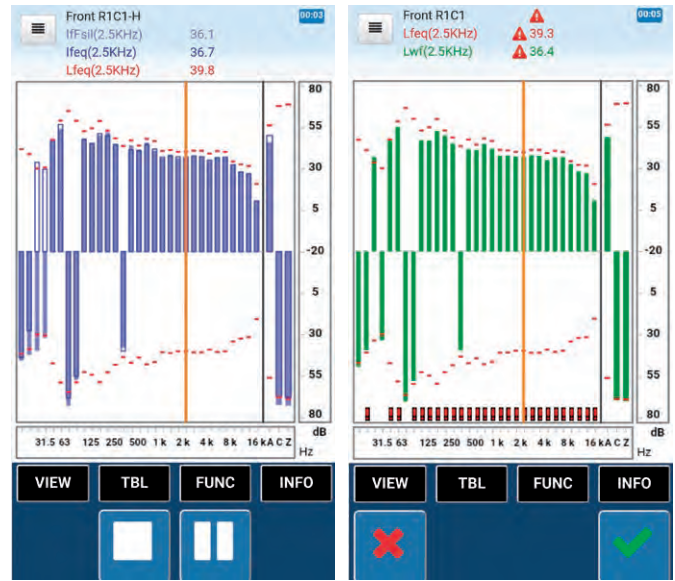 Front R1C1-H
00:03
IfFsil(2.5KHz) 36.1
Ifeq(2.5KHz) 36.7
Lfeq(2.5KHz) 39.8
80
55
30
5
-20
5
30
55
80
dB
31.5 63 125 250 500 1 k 2 k 4 k 8 k 16 kA C Z
Hz
VIEW TBL FUNC INFO
Front R1C1
00:05
Lfeq(2.5KHz) 39.3
Lwf(2.5KHz) 36.4
80
55
30
5
-20
5
30
55
80
dB
31.5 63 125 250 500 1 k 2 k 4 k 8 k 16 kA C Z
Hz
VIEW TBL FUNC INFO